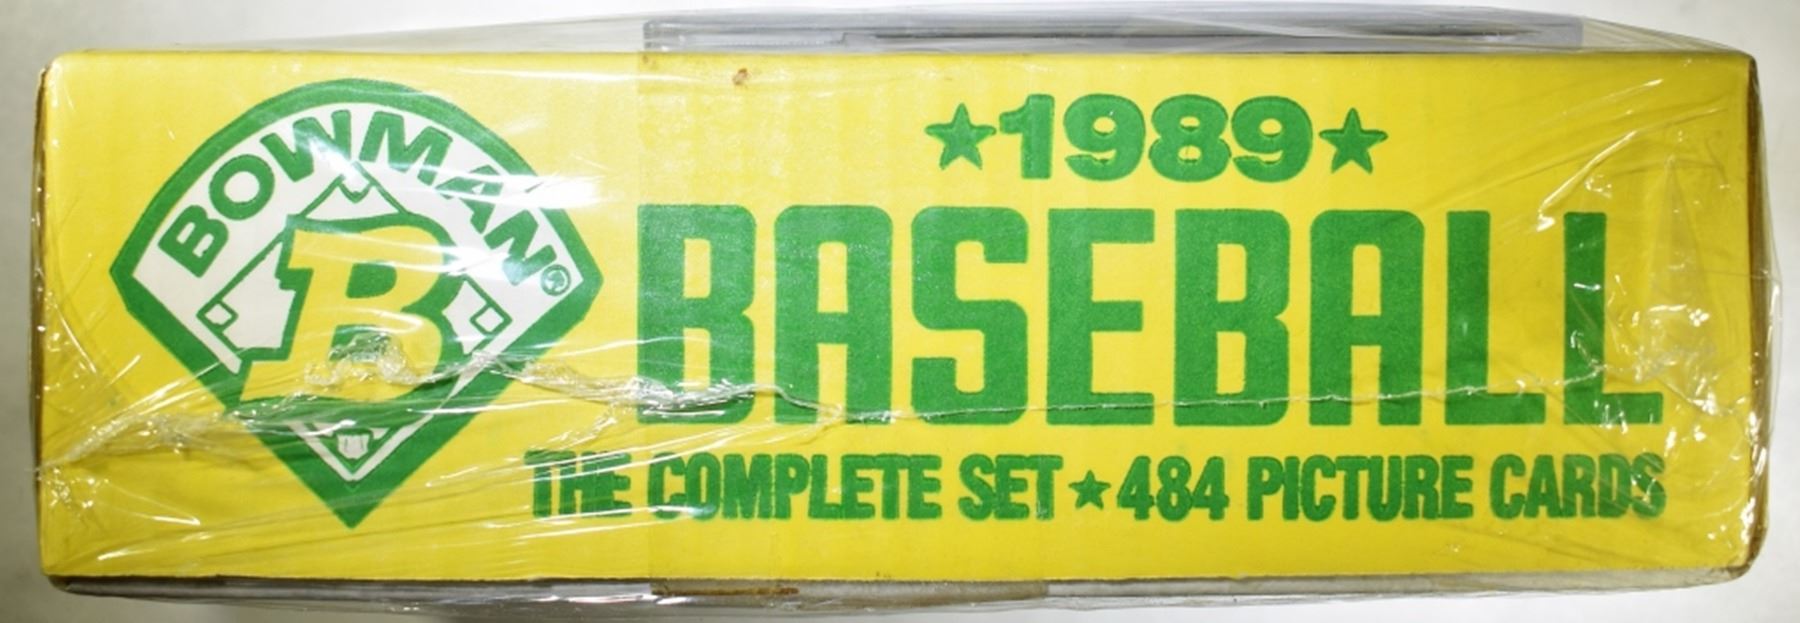 BOWMAN®
B
★1989★
BASEBALL
THE COMPLETE SET★484 PICTURE CARDS